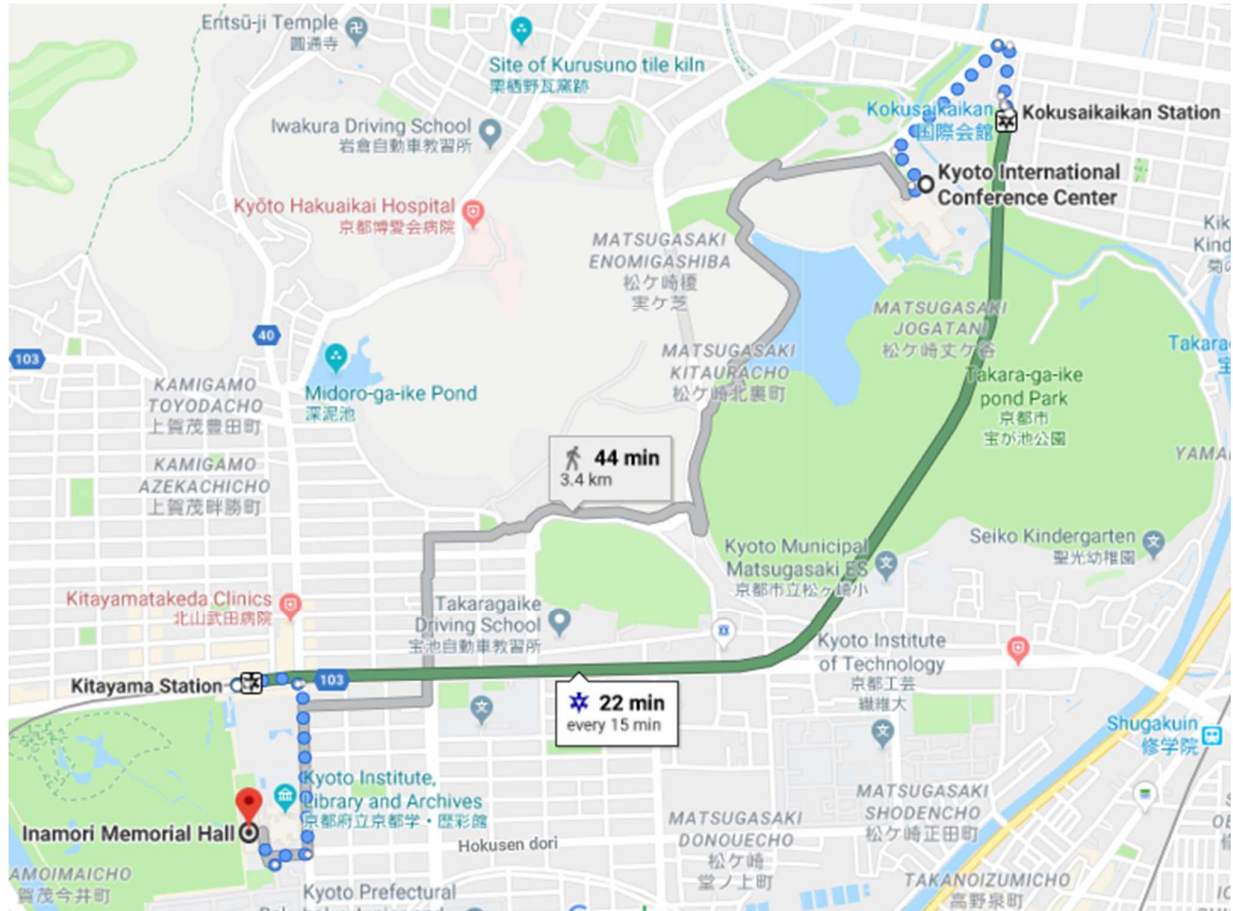 Entsū-ji Temple
圓通寺
Site of Kurusuno tile kiln
栗栖野瓦窯跡
Iwakura Driving School
岩倉自動車教習所
Kokusaikaikan
国際会館
Kokusaikaikan Station
Kyoto International
Conference Center
Kyōto Hakuaikai Hospital
京都博愛会病院
MATSUGASAKI
ENOMIGASHIBA
松ケ崎榎
実ケ芝
103
40
Midoro-ga-ike Pond
深泥池
MATSUGASAKI
JOGATANI
松ケ崎丈ケ谷
MATSUGASAKI
KITAURACHO
松ケ崎北裏町
Takara-ga-ike
pond Park
京都市
宝が池公園
KAMIGAMO
TOYODACHO
上賀茂豊田町
KAMIGAMO
AZEKACHICHO
上賀茂畔勝町
44 min
3.4 km
Kyoto Municipal
Matsugasaki ES
京都市立松ヶ崎小
Seiko Kindergarten
聖光幼稚園
Kitayamatakeda Clinics
北山武田病院
Takaragaike
Driving School
宝池自動車教習所
Kyoto Institute
of Technology
京都工芸
繊維大
Kitayama Station
103
22 min
every 15 min
Shugakuin
修学院
Kyoto Institute,
Library and Archives
京都府立京都学・歴彩館
Inamori Memorial Hall
Hokusen dori
MATSUGASAKI
DONOUECHO
松ケ崎
堂ノ上町
MATSUGASAKI
SHODENCHO
松ケ崎正田町
AMOIMAICHO
賀茂今井町
TAKANOIZUMICHO
高野泉町
Kyoto Prefectural